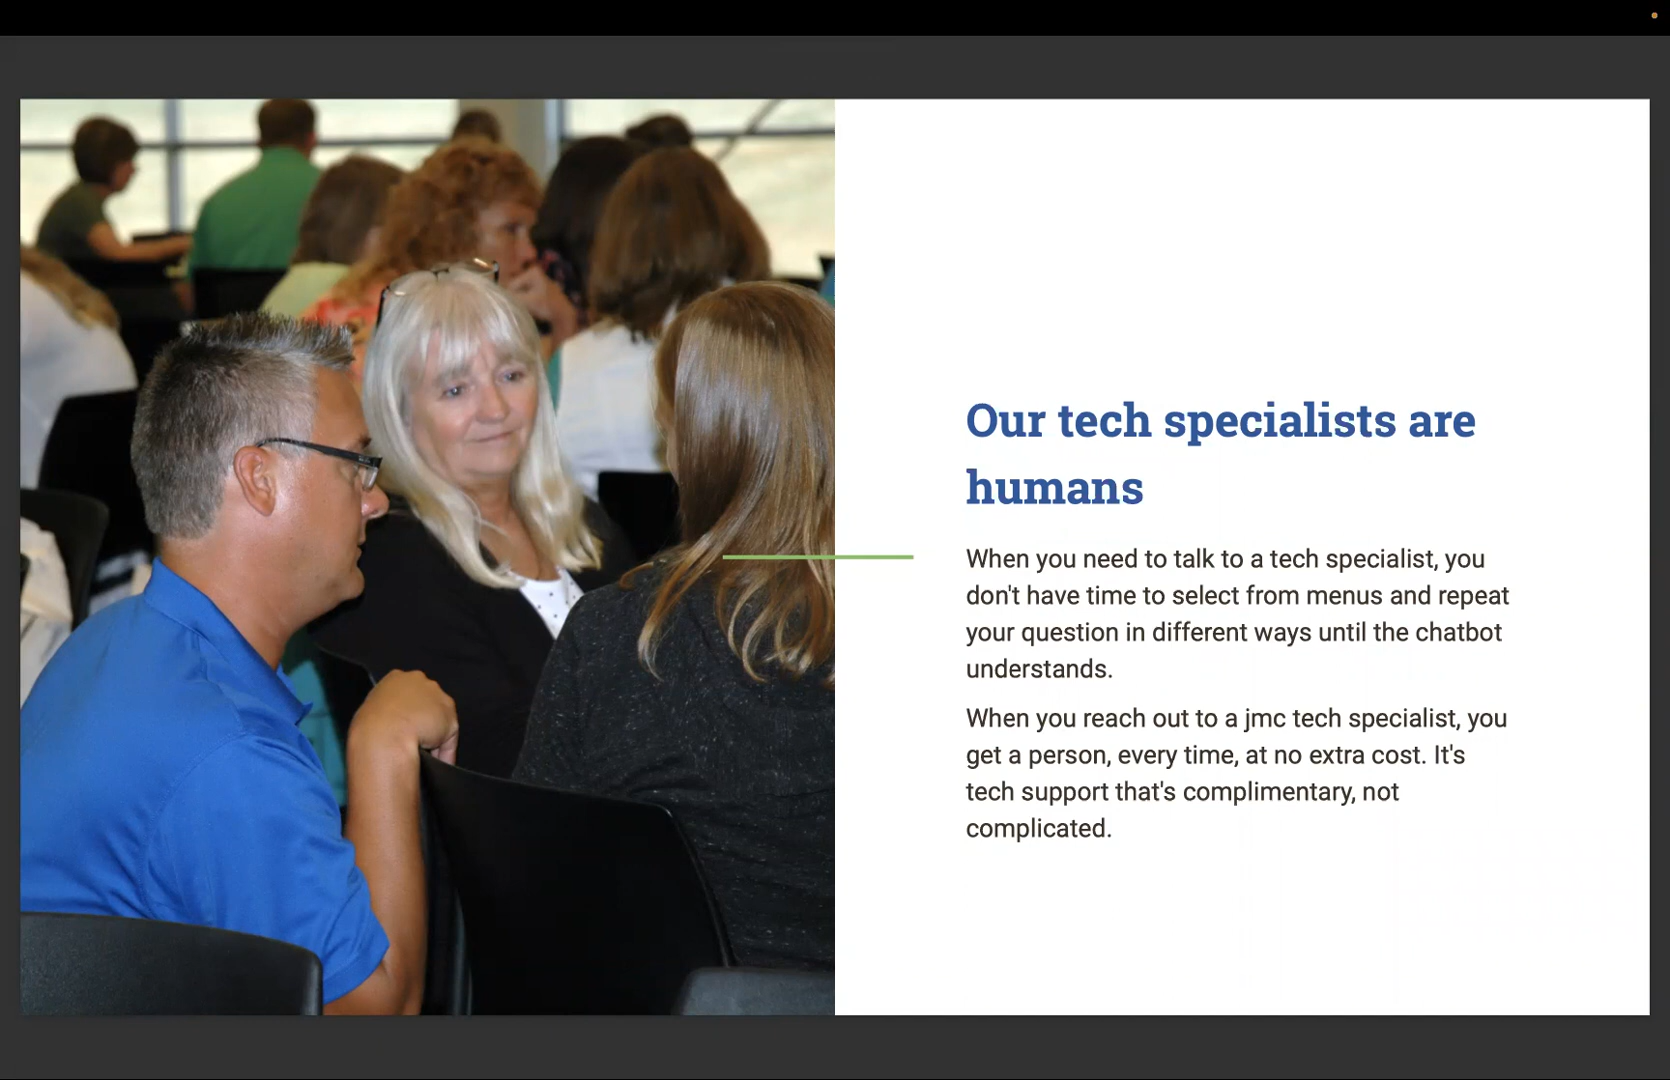 Our tech specialists are
humans
When you need to talk to a tech specialist, you
don't have time to select from menus and repeat
your question in different ways until the chatbot
understands.
When you reach out to a jmc tech specialist, you
get a person, every time, at no extra cost. It's
tech support that's complimentary, not
complicated.